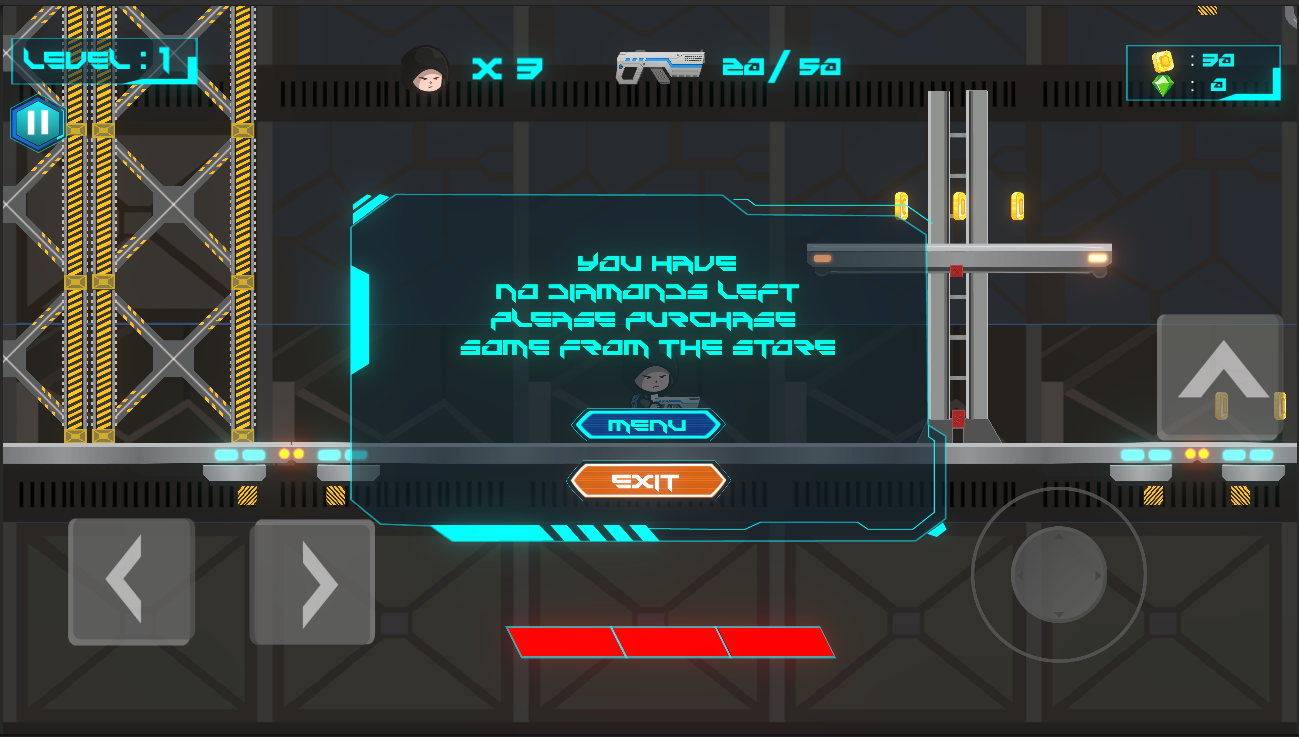 LEVEL : 1
X 3
20/50
: 30
: 0
YOU HAVE
NO DIAMONDS LEFT
PLEASE PURCHASE
SOME FROM THE STORE
MENU
EXIT